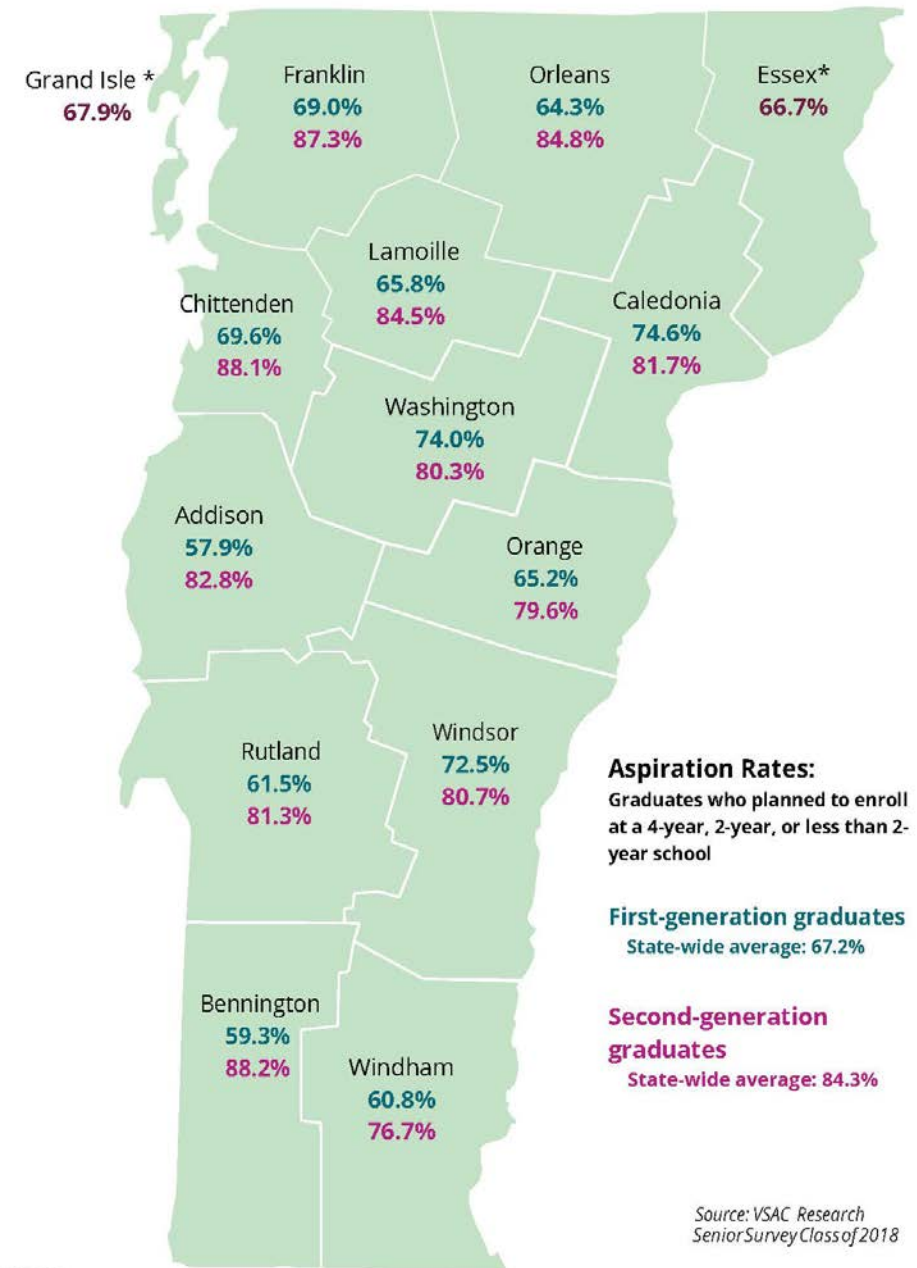 Grand Isle *
67.9%
Franklin
69.0%
87.3%
Orleans
64.3%
84.8%
Essex*
66.7%
Lamoille
65.8%
84.5%
Chittenden
69.6%
88.1%
Caledonia
74.6%
81.7%
Washington
74.0%
80.3%
Addison
57.9%
82.8%
Orange
65.2%
79.6%
Rutland
61.5%
81.3%
Windsor
72.5%
80.7%
Bennington
59.3%
88.2%
Windham
60.8%
76.7%
Aspiration Rates:
Graduates who planned to enroll
at a 4-year, 2-year, or less than 2-
year school
First-generation graduates
State-wide average: 67.2%
Second-generation
graduates
State-wide average: 84.3%
Source: VSAC Research
Senior Survey Class of 2018